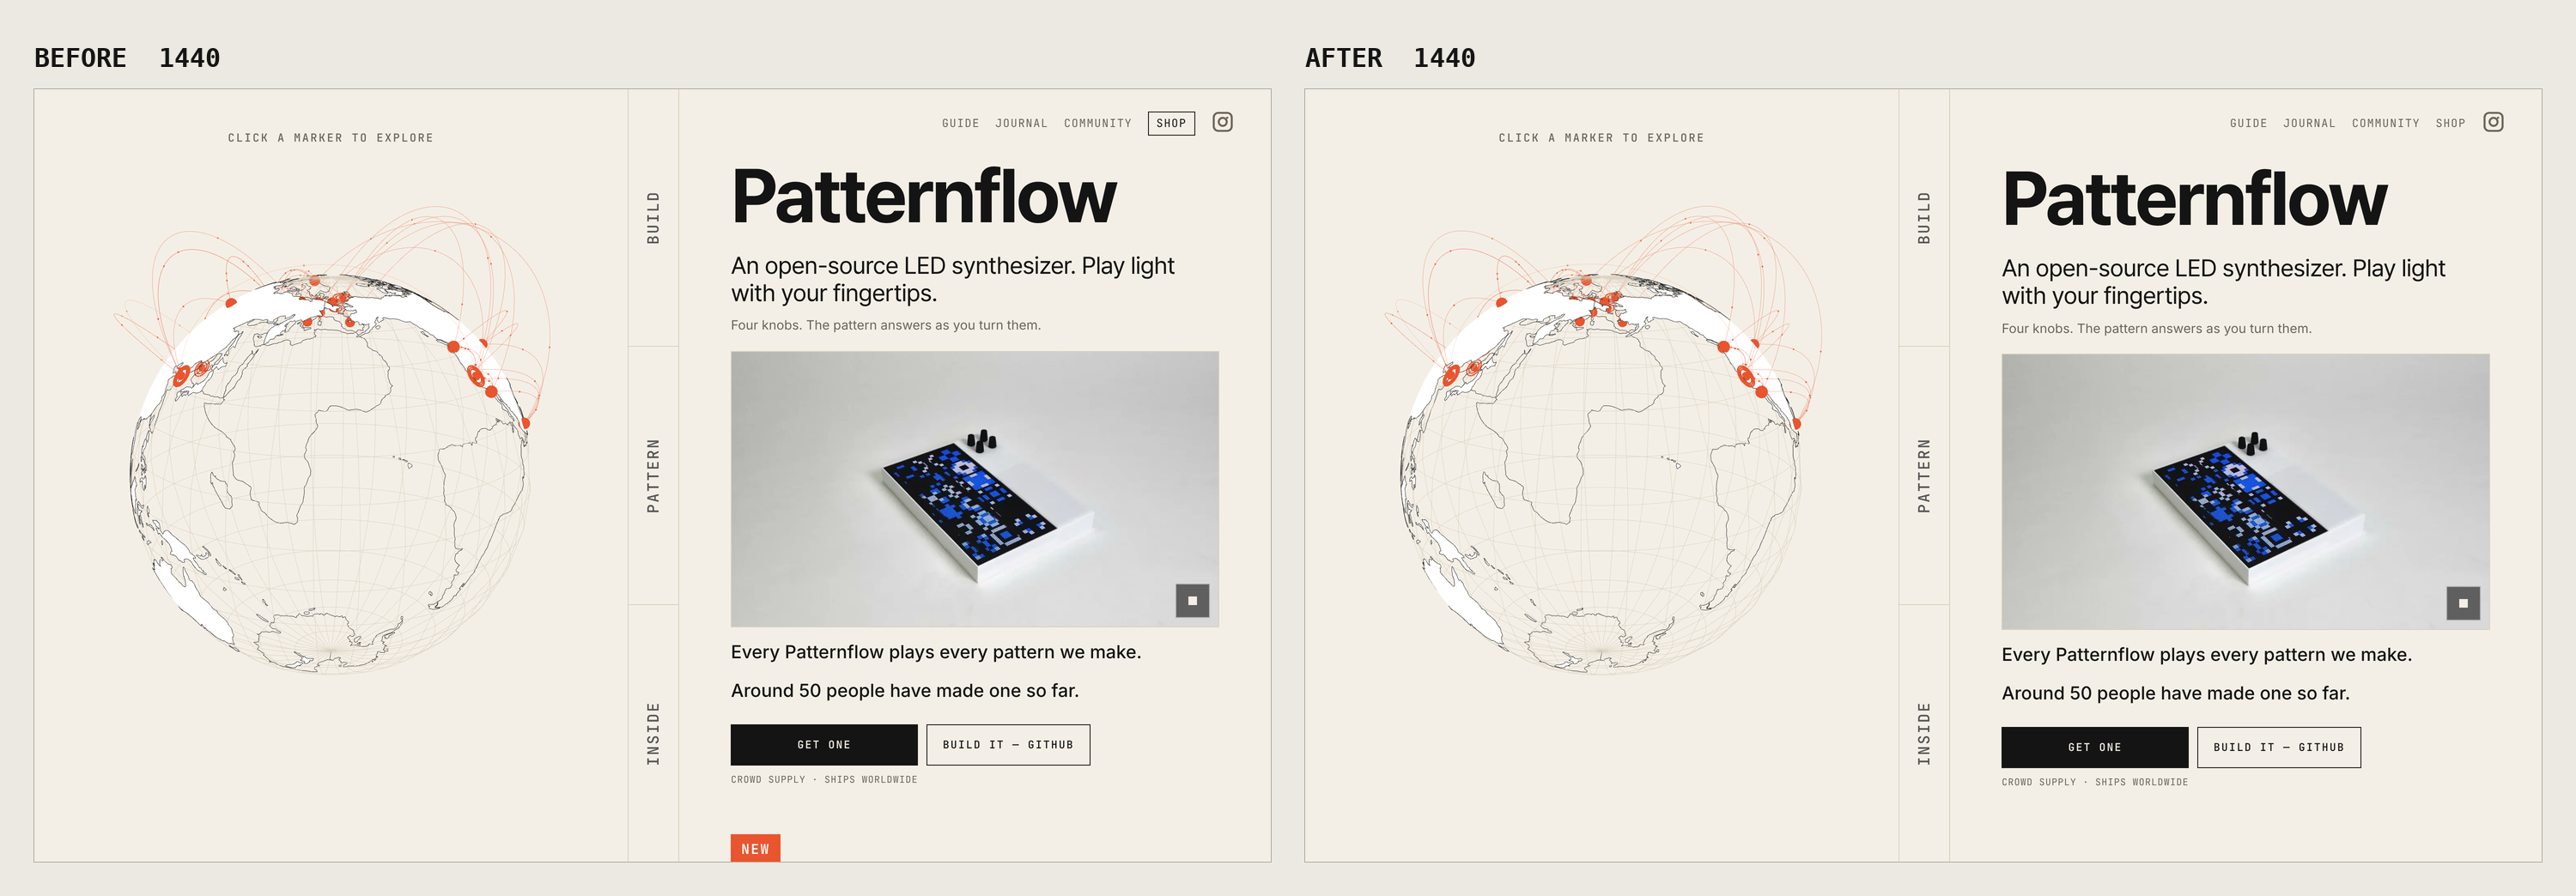 BEFORE 1440
CLICK A MARKER TO EXPLORE
BUILD
PATTERN
INSIDE
GUIDE JOURNAL COMMUNITY SHOP
Patternflow
An open-source LED synthesizer. Play light
with your fingertips.
Four knobs. The pattern answers as you turn them.
Every Patternflow plays every pattern we make.
Around 50 people have made one so far.
GET ONE BUILD IT — GITHUB
CROWD SUPPLY · SHIPS WORLDWIDE
NEW
AFTER 1440
CLICK A MARKER TO EXPLORE
BUILD
PATTERN
INSIDE
GUIDE JOURNAL COMMUNITY SHOP
Patternflow
An open-source LED synthesizer. Play light
with your fingertips.
Four knobs. The pattern answers as you turn them.
Every Patternflow plays every pattern we make.
Around 50 people have made one so far.
GET ONE BUILD IT — GITHUB
CROWD SUPPLY · SHIPS WORLDWIDE